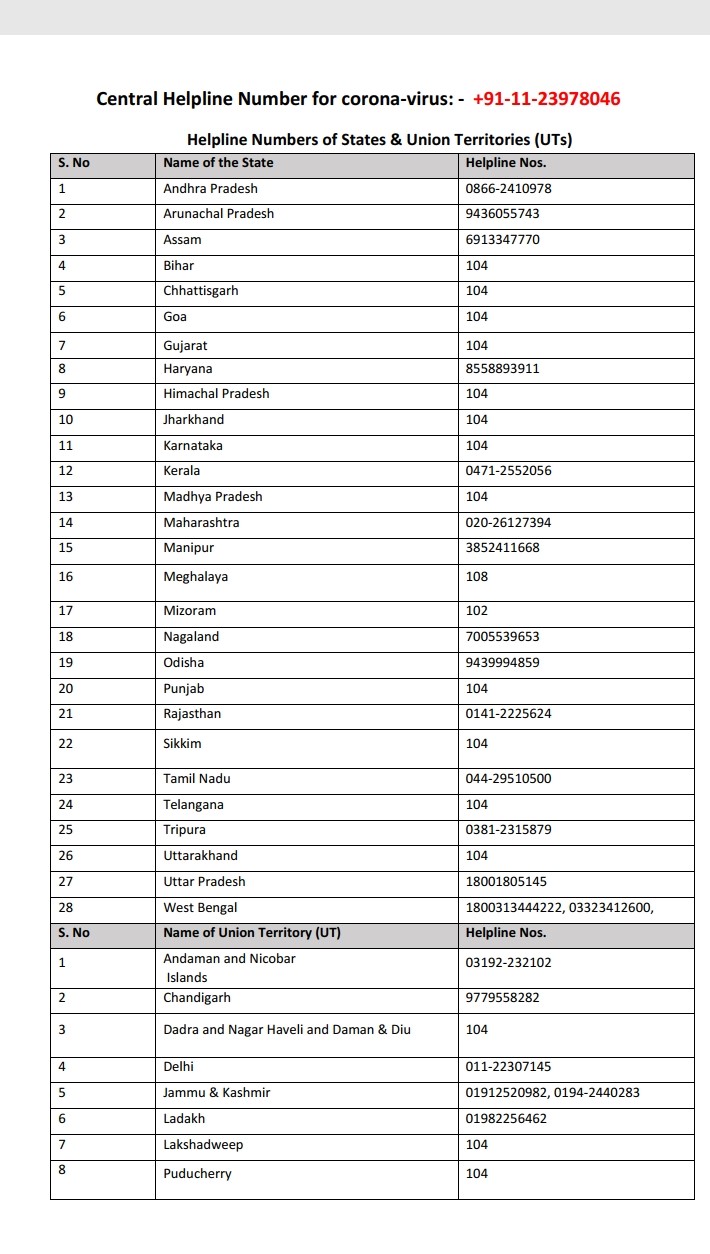 Central Helpline Number for corona-virus: - +91-11-23978046
Helpline Numbers of States & Union Territories (UTs)
S. No Name of the State Helpline Nos.
1 Andhra Pradesh 0866-2410978
2 Arunachal Pradesh 9436055743
3 Assam 6913347770
4 Bihar 104
5 Chhattisgarh 104
6 Goa 104
7 Gujarat 104
8 Haryana 8558893911
9 Himachal Pradesh 104
10 Jharkhand 104
11 Karnataka 104
12 Kerala 0471-2552056
13 Madhya Pradesh 104
14 Maharashtra 020-26127394
15 Manipur 3852411668
16 Meghalaya 108
17 Mizoram 102
18 Nagaland 7005539653
19 Odisha 9439994859
20 Punjab 104
21 Rajasthan 0141-2225624
22 Sikkim 104
23 Tamil Nadu 044-29510500
24 Telangana 104
25 Tripura 0381-2315879
26 Uttarakhand 104
27 Uttar Pradesh 18001805145
28 West Bengal 1800313444222, 03323412600,
S. No Name of Union Territory (UT) Helpline Nos.
1 Andaman and Nicobar 03192-232102
Islands
2 Chandigarh 9779558282
3 Dadra and Nagar Haveli and Daman & Diu 104
4 Delhi 011-22307145
5 Jammu & Kashmir 01912520982, 0194-2440283
6 Ladakh 01982256462
7 Lakshadweep 104
8 Puducherry 104